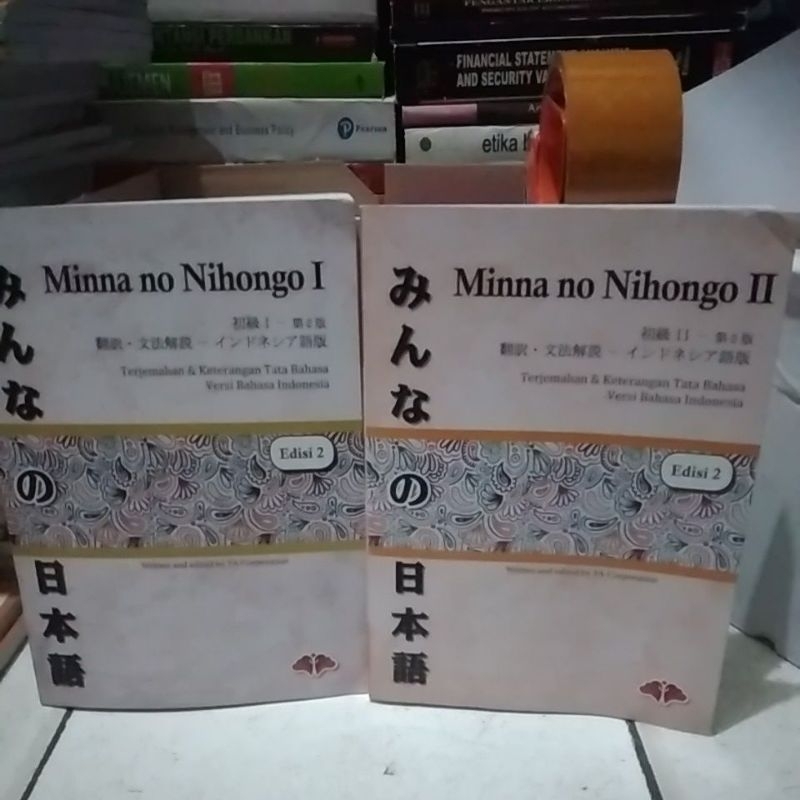 FINANCIAL STATEMENT
AND SECURITY VA
Pearson
etika b
みんなの日本語
Minna no Nihongo I
初級 I － 第2版
翻訳・文法解説 － インドネシア語版
Terjemahan & Keterangan Tata Bahasa
Versi Bahasa Indonesia
Edisi 2
みんなの日本語
Minna no Nihongo II
初級 II － 第2版
翻訳・文法解説 － インドネシア語版
Terjemahan & Keterangan Tata Bahasa
Versi Bahasa Indonesia
Edisi 2